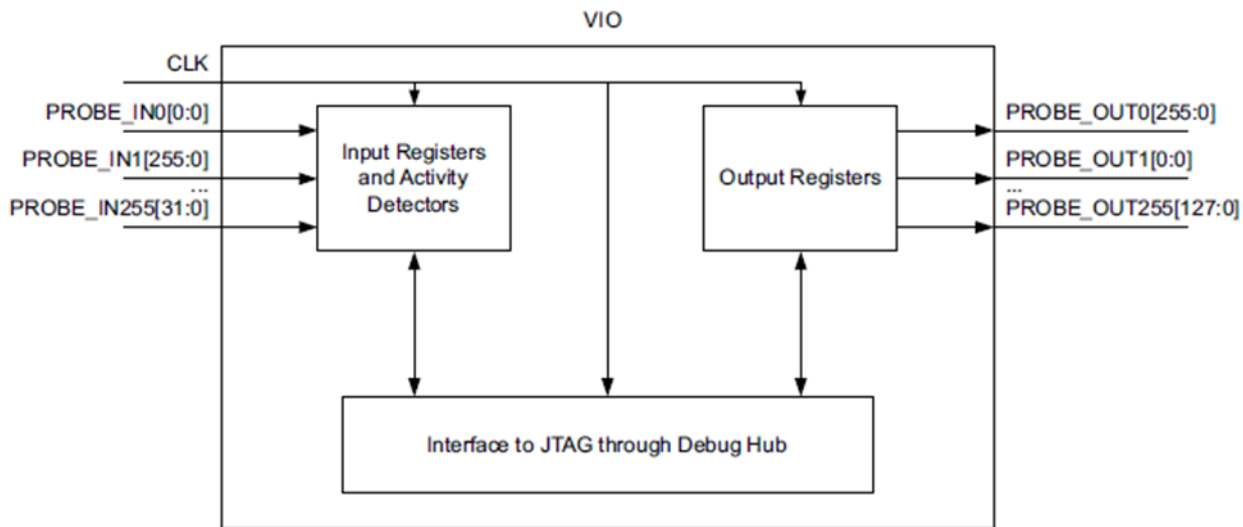 VIO
CLK
PROBE_IN0[0:0]
PROBE_IN1[255:0]
...
PROBE_IN255[31:0]
Input Registers
and Activity
Detectors
Output Registers
PROBE_OUT0[255:0]
PROBE_OUT1[0:0]
...
PROBE_OUT255[127:0]
Interface to JTAG through Debug Hub